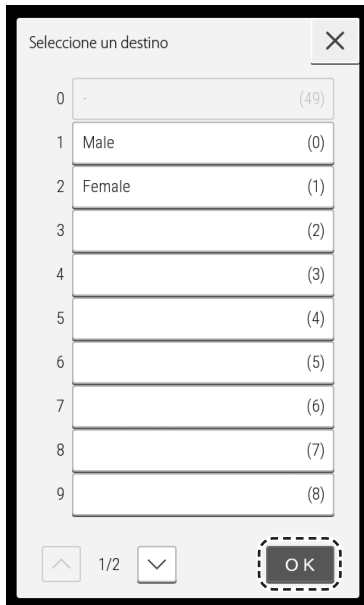 Seleccione un destino
0 - (49)
1 Male (0)
2 Female (1)
3 (2)
4 (3)
5 (4)
6 (5)
7 (6)
8 (7)
9 (8)
1/2 OK